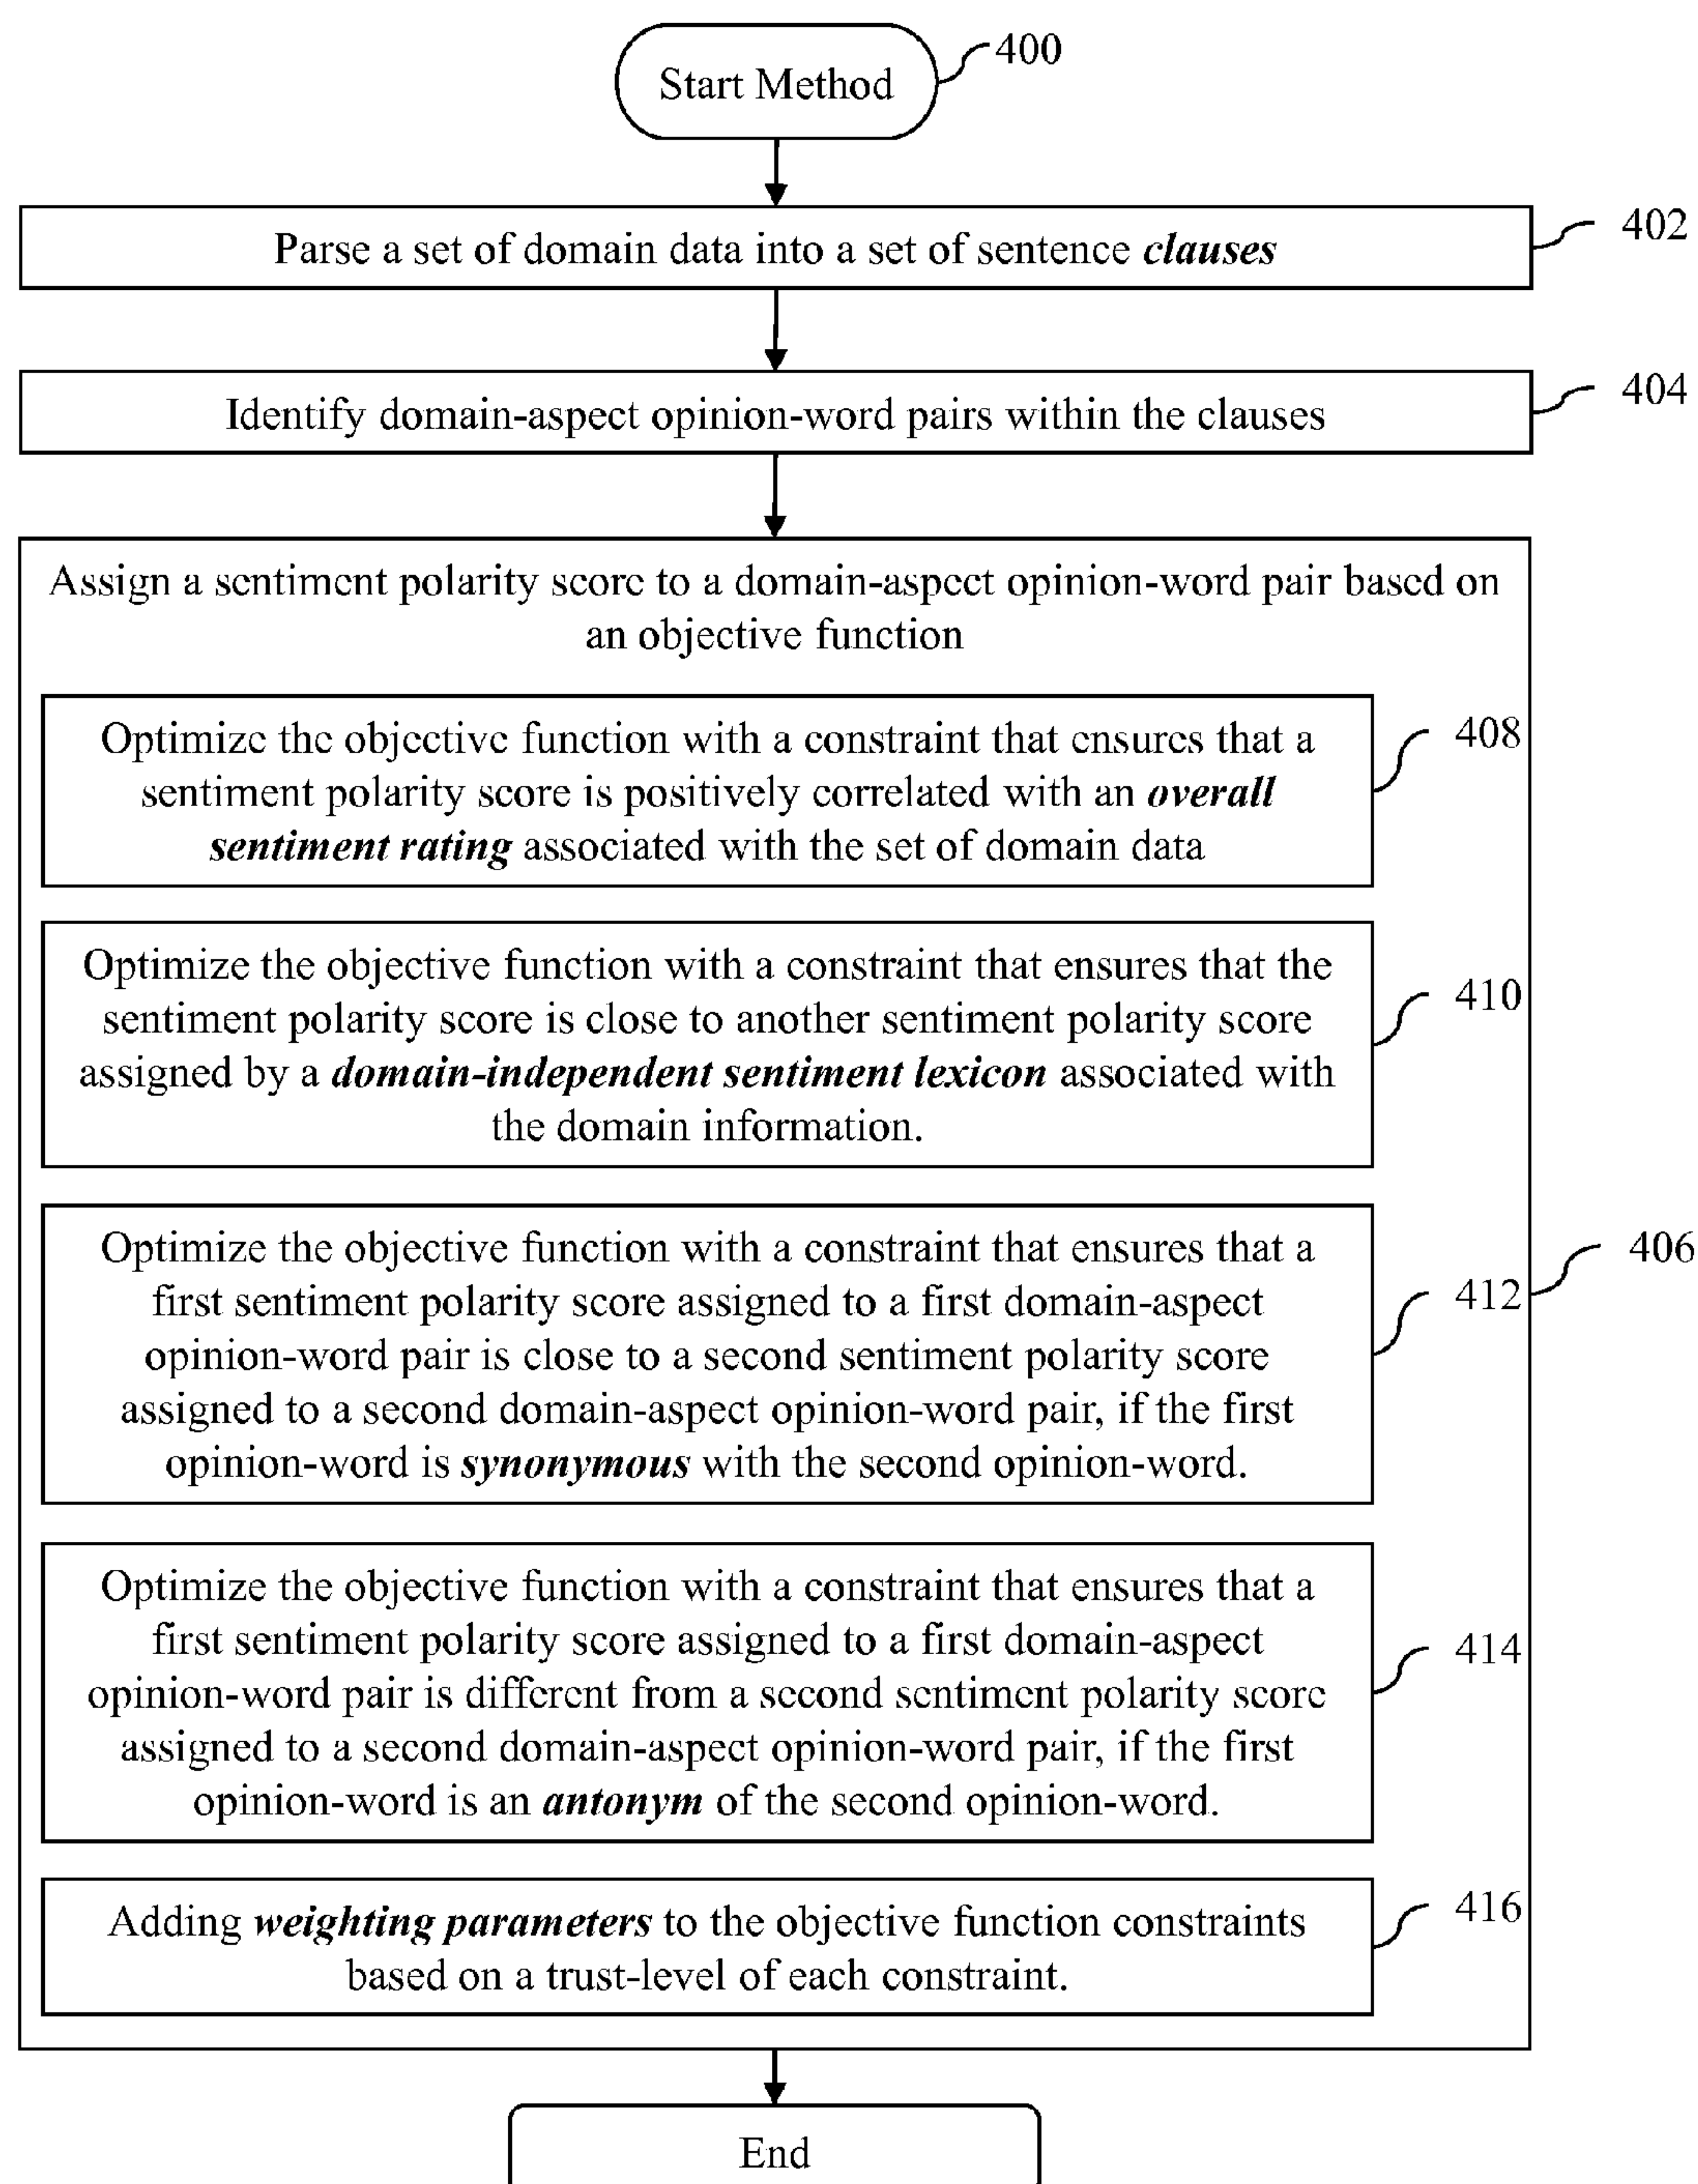 Start Method
400
Parse a set of domain data into a set of sentence clauses
402
Identify domain-aspect opinion-word pairs within the clauses
404
Assign a sentiment polarity score to a domain-aspect opinion-word pair based on
an objective function
406
Optimize the objective function with a constraint that ensures that a
sentiment polarity score is positively correlated with an overall
sentiment rating associated with the set of domain data
408
Optimize the objective function with a constraint that ensures that the
sentiment polarity score is close to another sentiment polarity score
assigned by a domain-independent sentiment lexicon associated with
the domain information.
410
Optimize the objective function with a constraint that ensures that a
first sentiment polarity score assigned to a first domain-aspect
opinion-word pair is close to a second sentiment polarity score
assigned to a second domain-aspect opinion-word pair, if the first
opinion-word is synonymous with the second opinion-word.
412
Optimize the objective function with a constraint that ensures that a
first sentiment polarity score assigned to a first domain-aspect
opinion-word pair is different from a second sentiment polarity score
assigned to a second domain-aspect opinion-word pair, if the first
opinion-word is an antonym of the second opinion-word.
414
Adding weighting parameters to the objective function constraints
based on a trust-level of each constraint.
416
End